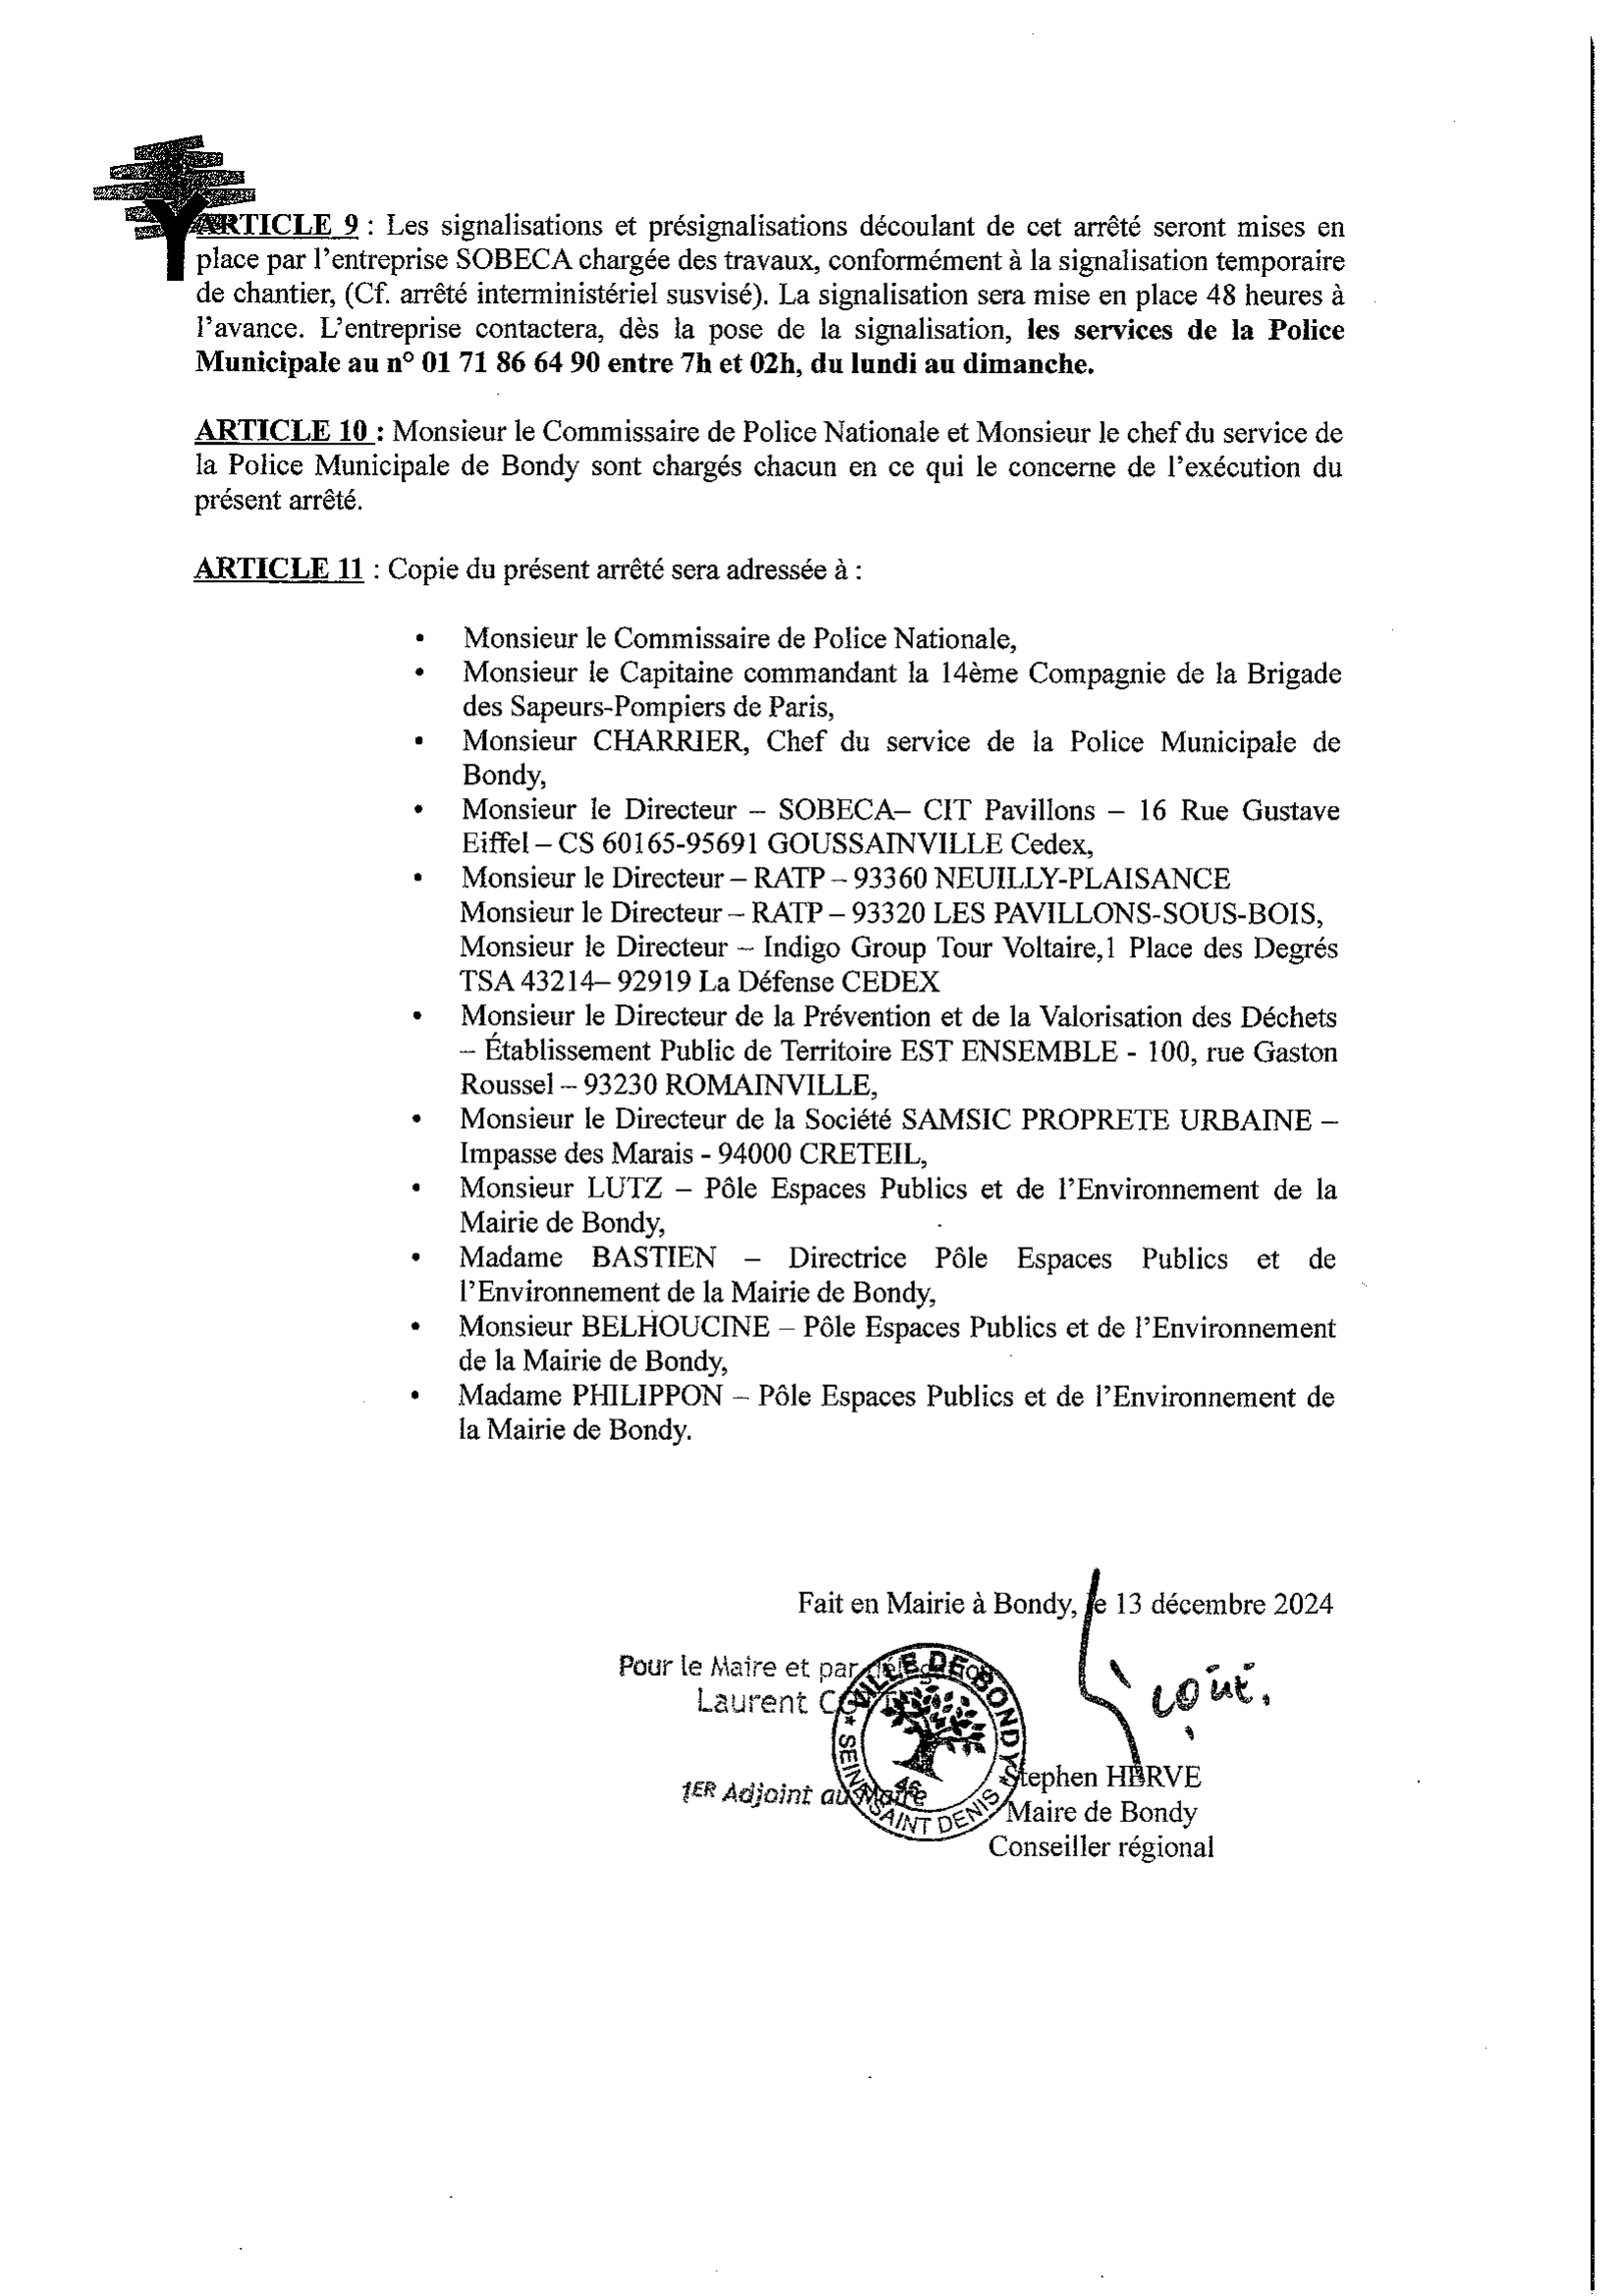 ARTICLE 9 : Les signalisations et présignalisations découlant de cet arrêté seront mises en
place par l'entreprise SOBECA chargée des travaux, conformément à la signalisation temporaire
de chantier, (Cf. arrêté interministériel susvisé). La signalisation sera mise en place 48 heures à
l'avance. L'entreprise contactera, dès la pose de la signalisation, les services de la Police
Municipale au n° 01 71 86 64 90 entre 7h et 02h, du lundi au dimanche.
ARTICLE 10 : Monsieur le Commissaire de Police Nationale et Monsieur le chef du service de
la Police Municipale de Bondy sont chargés chacun en ce qui le concerne de l'exécution du
présent arrêté.
ARTICLE 11 : Copie du présent arrêté sera adressée à :
• Monsieur le Commissaire de Police Nationale,
• Monsieur le Capitaine commandant la 14ème Compagnie de la Brigade
des Sapeurs-Pompiers de Paris,
• Monsieur CHARRIER, Chef du service de la Police Municipale de
Bondy,
• Monsieur le Directeur – SOBECA– CIT Pavillons – 16 Rue Gustave
Eiffel – CS 60165-95691 GOUSSAINVILLE Cedex,
• Monsieur le Directeur – RATP – 93360 NEUILLY-PLAISANCE
Monsieur le Directeur – RATP – 93320 LES PAVILLONS-SOUS-BOIS,
Monsieur le Directeur – Indigo Group Tour Voltaire,1 Place des Degrés
TSA 43214– 92919 La Défense CEDEX
• Monsieur le Directeur de la Prévention et de la Valorisation des Déchets
– Établissement Public de Territoire EST ENSEMBLE - 100, rue Gaston
Roussel – 93230 ROMAINVILLE,
• Monsieur le Directeur de la Société SAMSIC PROPRETE URBAINE –
Impasse des Marais - 94000 CRETEIL,
• Monsieur LUTZ – Pôle Espaces Publics et de l'Environnement de la
Mairie de Bondy,
• Madame BASTIEN – Directrice Pôle Espaces Publics et de
l'Environnement de la Mairie de Bondy,
• Monsieur BELHOUCINE – Pôle Espaces Publics et de l'Environnement
de la Mairie de Bondy,
• Madame PHILIPPON – Pôle Espaces Publics et de l'Environnement de
la Mairie de Bondy.
Fait en Mairie à Bondy, le 13 décembre 2024
Pour le Maire et par
Laurent
1ER Adjoint au Maire
VILLE DE BONDY
SEINE SAINT DENIS
46
Stephen HERVE
Maire de Bondy
Conseiller régional